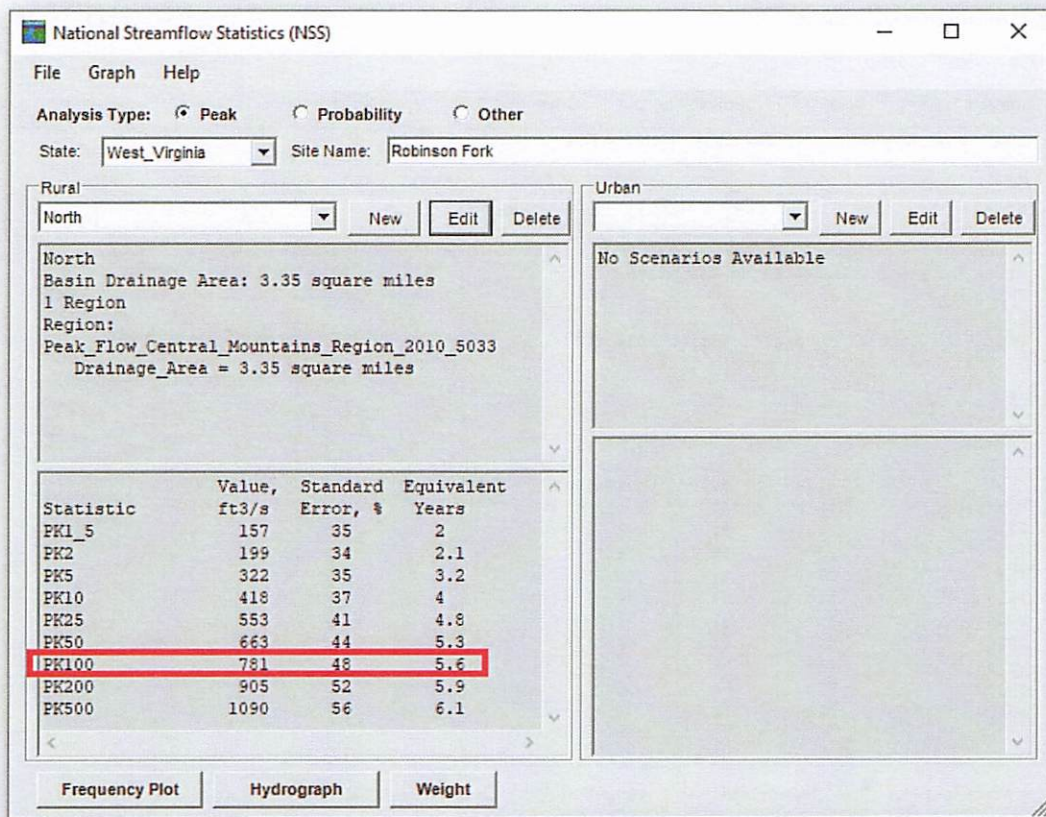 National Streamflow Statistics (NSS)
File Graph Help
Analysis Type: Peak Probability Other
State: West_Virginia Site Name: Robinson Fork
Rural
North New Edit Delete
North
Basin Drainage Area: 3.35 square miles
1 Region
Region:
Peak_Flow_Central_Mountains_Region_2010_5033
Drainage_Area = 3.35 square miles
Value, Standard Equivalent
Statistic ft3/s Error, % Years
PK1_5 157 35 2
PK2 199 34 2.1
PK5 322 35 3.2
PK10 418 37 4
PK25 553 41 4.8
PK50 663 44 5.3
PK100 781 48 5.6
PK200 905 52 5.9
PK500 1090 56 6.1
Urban
New Edit Delete
No Scenarios Available
Frequency Plot Hydrograph Weight